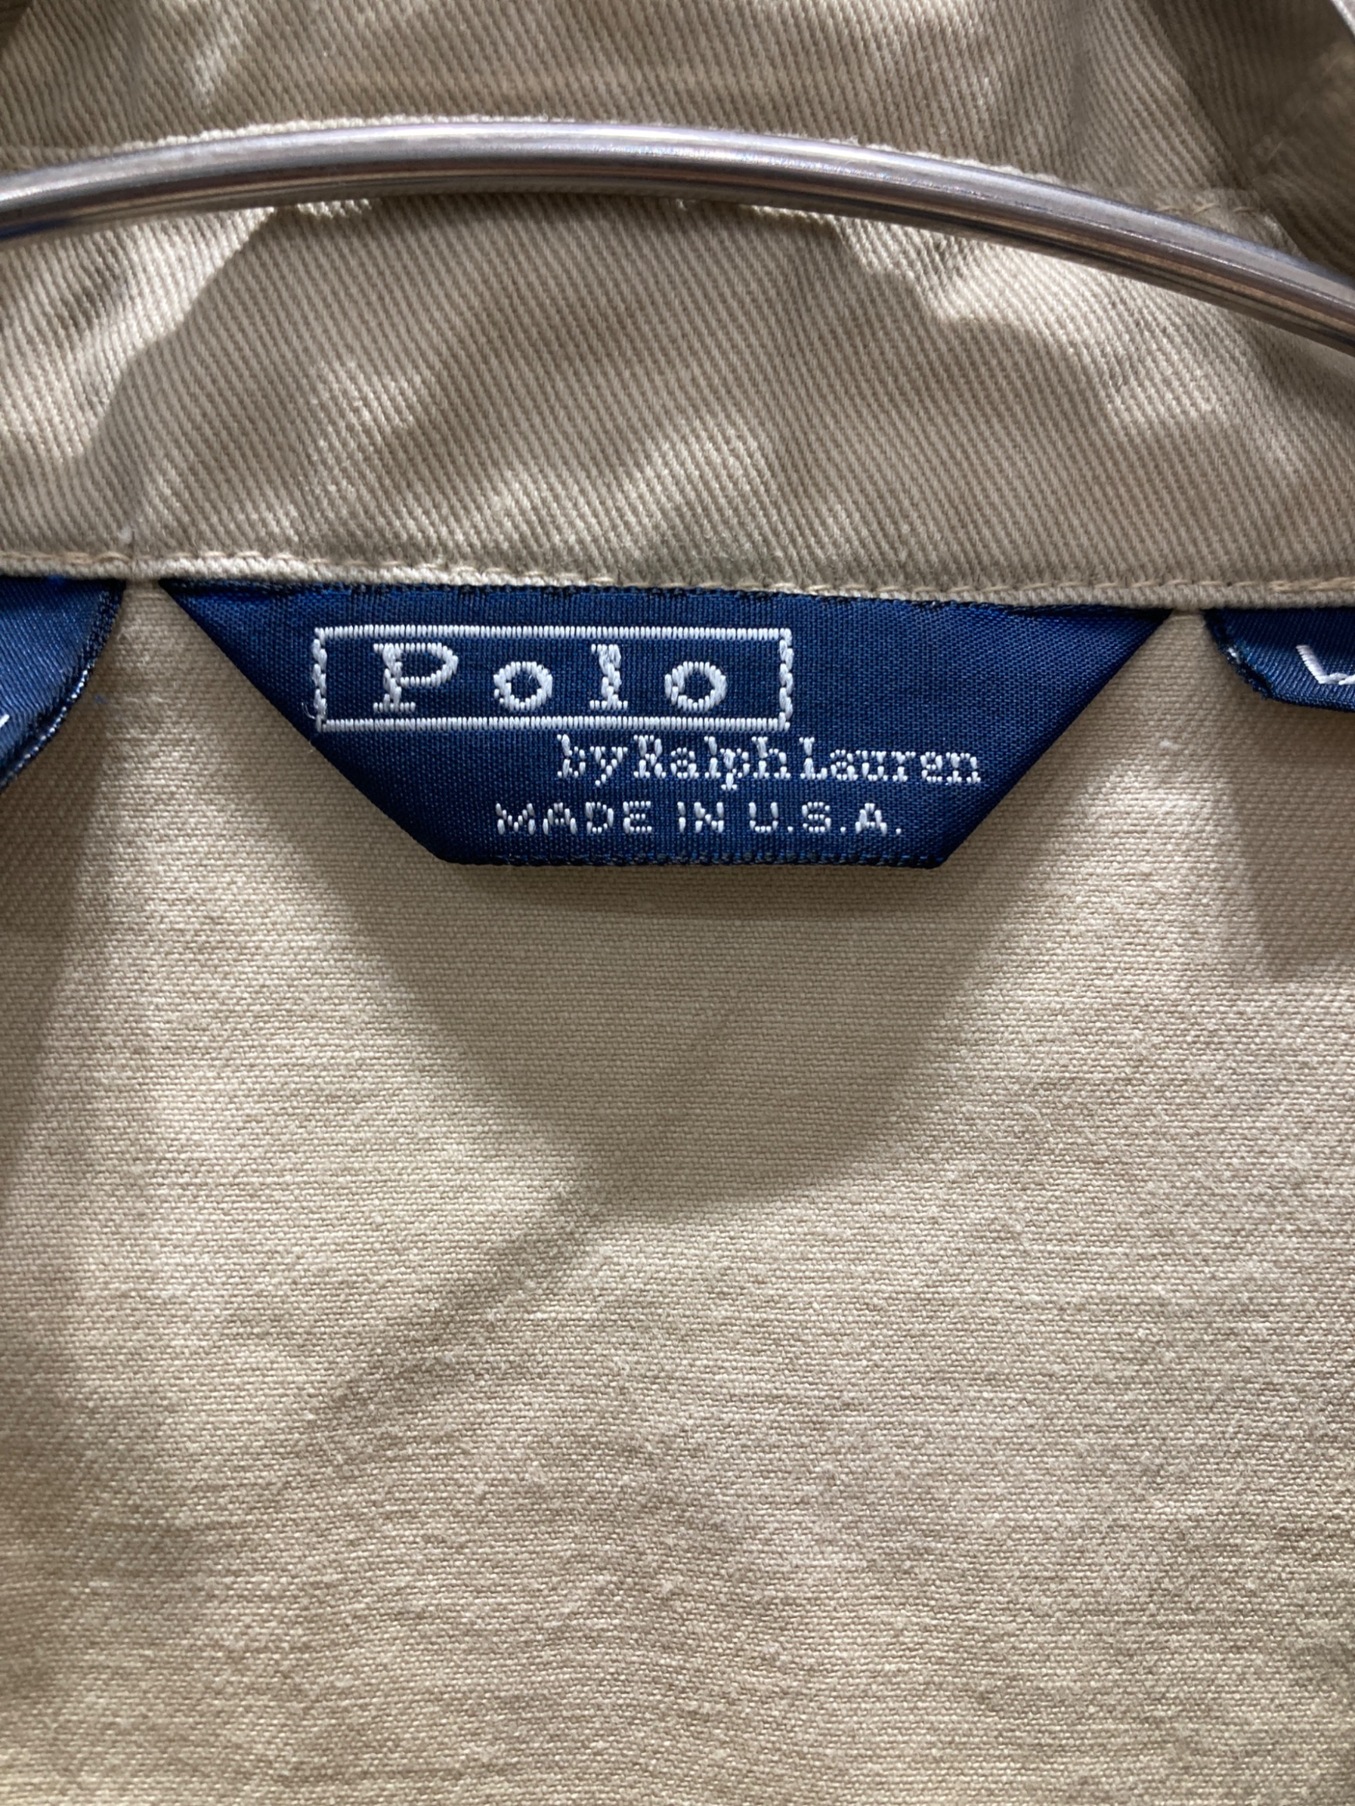 Polo
by Ralph Lauren
MADE IN U.S.A.